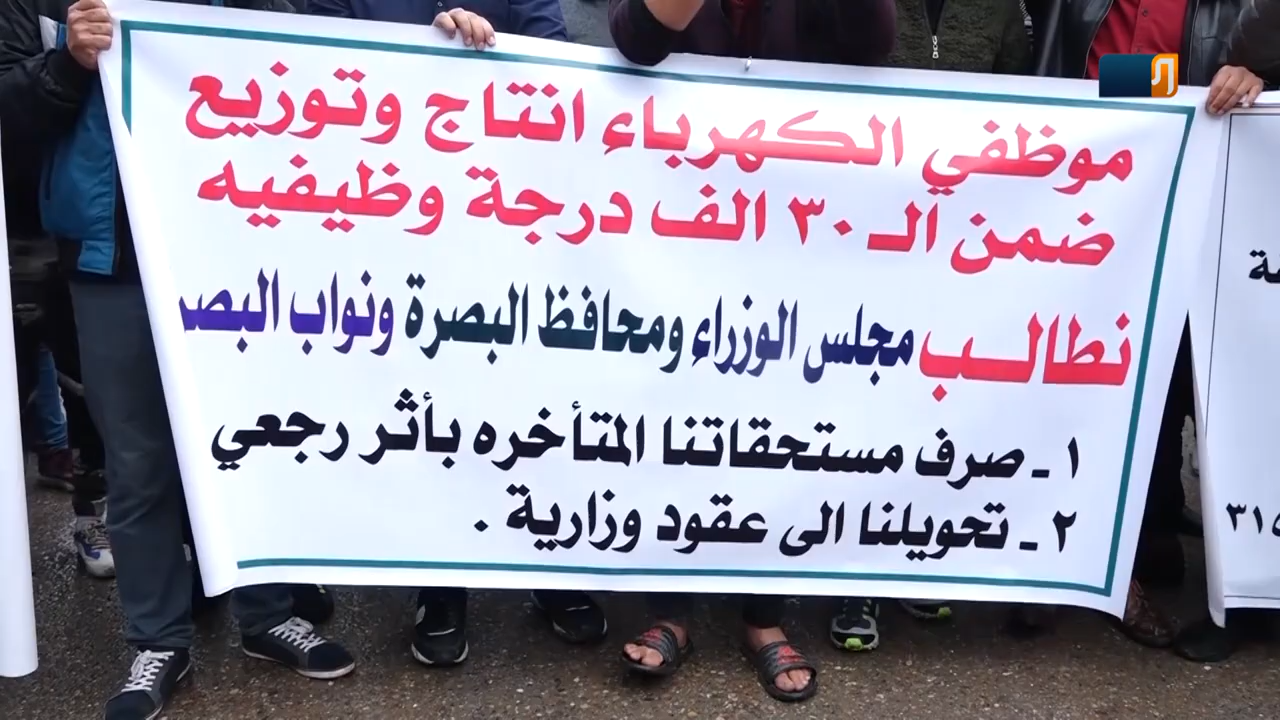 موظفي الكهرباء انتاج وتوزيع
ضمن الـ ٣٠ الف درجة وظيفيه
نطالب مجلس الوزراء ومحافظ البصرة ونواب
١ ـ صرف مستحقاتنا المتأخره بأثر رجعي
٢ ـ تحويلنا الى عقود وزارية .